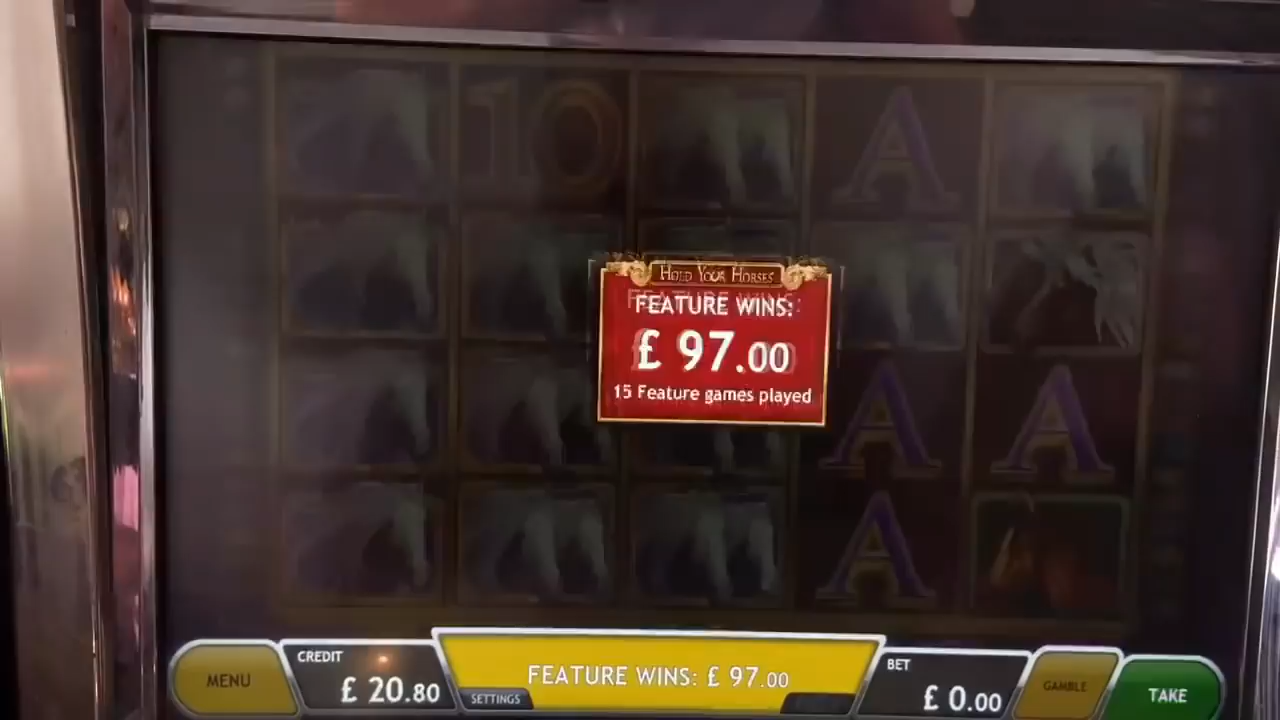 10
A
HOLD YOUR HORSES
FEATURE WINS:
£ 97.00
15 Feature games played
A
A
A
MENU
CREDIT
£ 20.80
SETTINGS
FEATURE WINS: £ 97.00
BET
£ 0.00
GAMBLE
TAKE